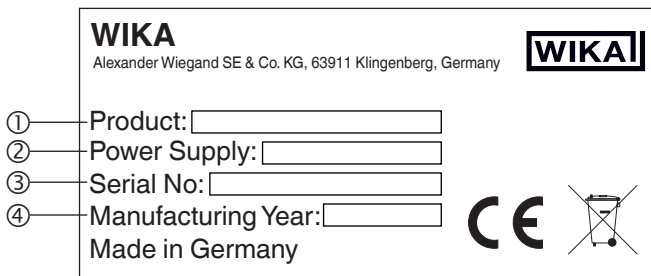 WIKA
Alexander Wiegand SE & Co. KG, 63911 Klingenberg, Germany
WIKA
① Product:
② Power Supply:
③ Serial No:
④ Manufacturing Year:
Made in Germany
CE